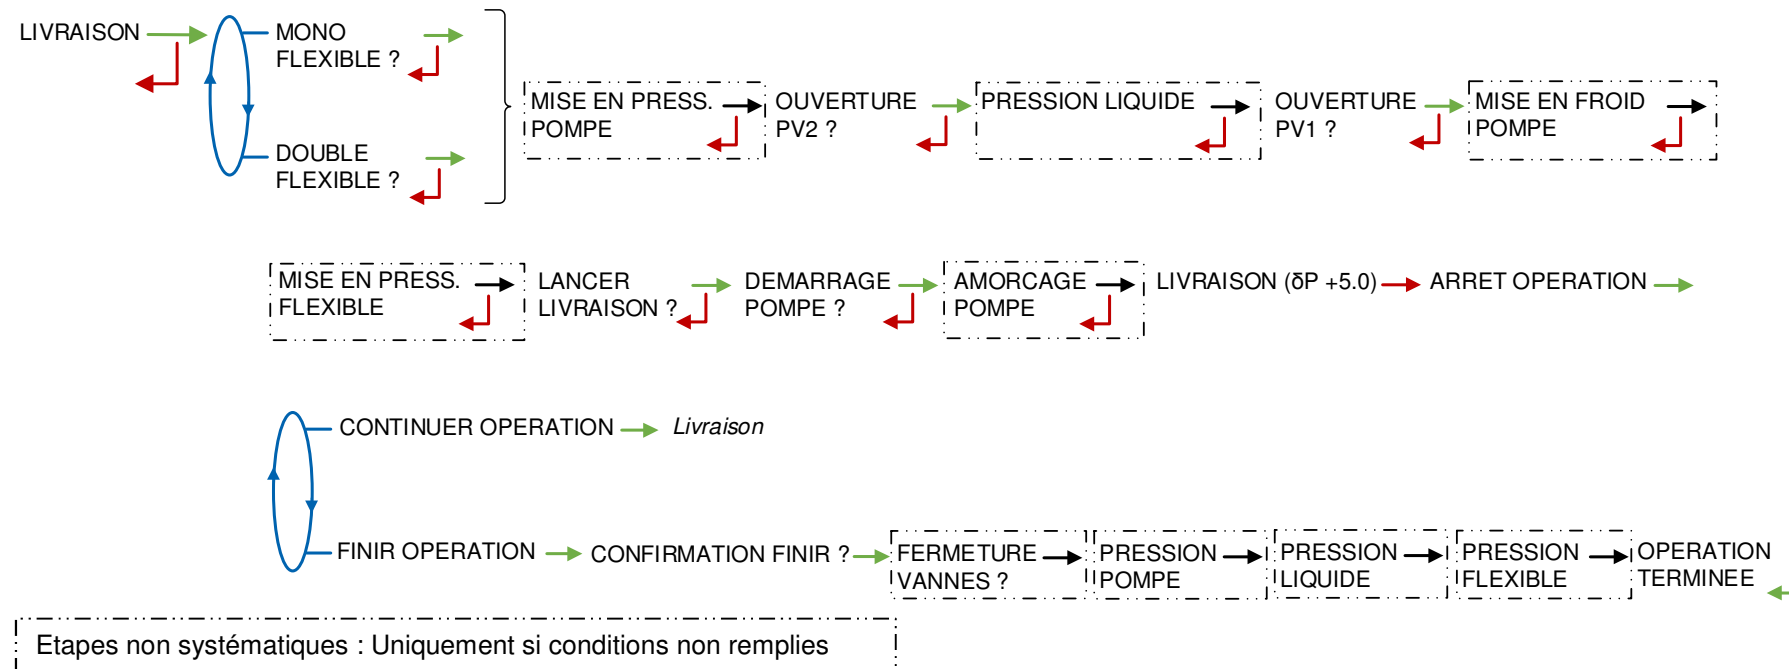 LIVRAISON
MONO
FLEXIBLE ?
DOUBLE
FLEXIBLE ?
MISE EN PRESS.
POMPE
OUVERTURE
PV2 ?
PRESSION LIQUIDE
OUVERTURE
PV1 ?
MISE EN FROID
POMPE
MISE EN PRESS.
FLEXIBLE
LANCER
LIVRAISON ?
DEMARRAGE
POMPE ?
AMORCAGE
POMPE
LIVRAISON (δP +5.0)
ARRET OPERATION
CONTINUER OPERATION
Livraison
FINIR OPERATION
CONFIRMATION FINIR ?
FERMETURE
VANNES ?
PRESSION
POMPE
PRESSION
LIQUIDE
PRESSION
FLEXIBLE
OPERATION
TERMINEE
Etapes non systématiques : Uniquement si conditions non remplies